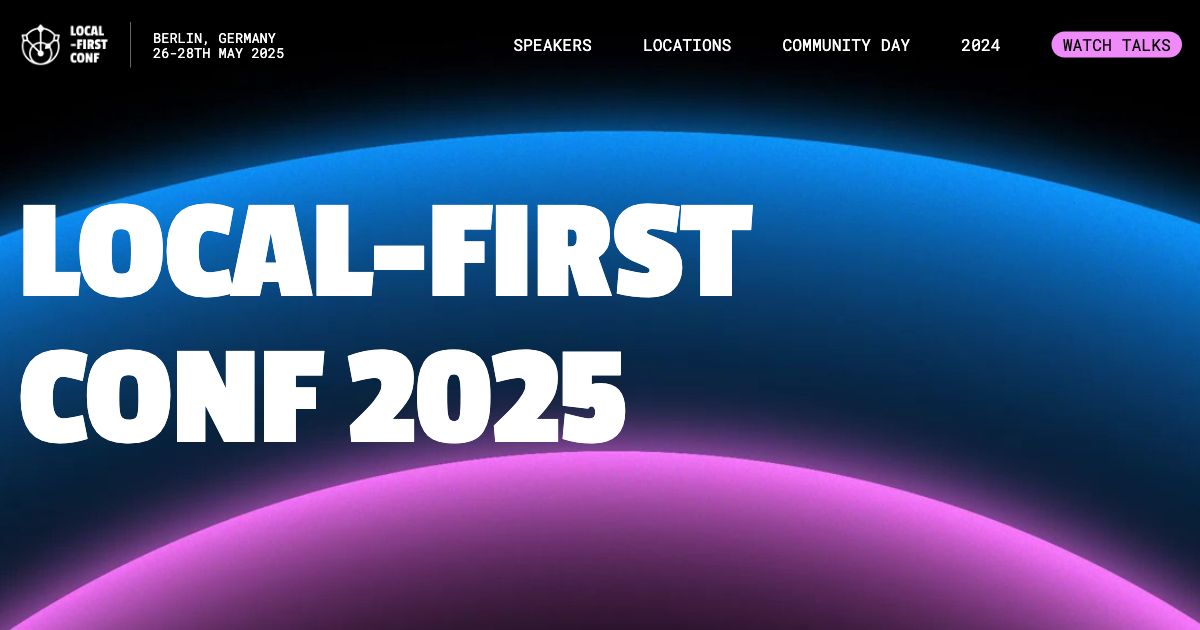 LOCAL
-FIRST
CONF
BERLIN, GERMANY
26-28TH MAY 2025
SPEAKERS
LOCATIONS
COMMUNITY DAY
2024
WATCH TALKS
LOCAL-FIRST
CONF 2025